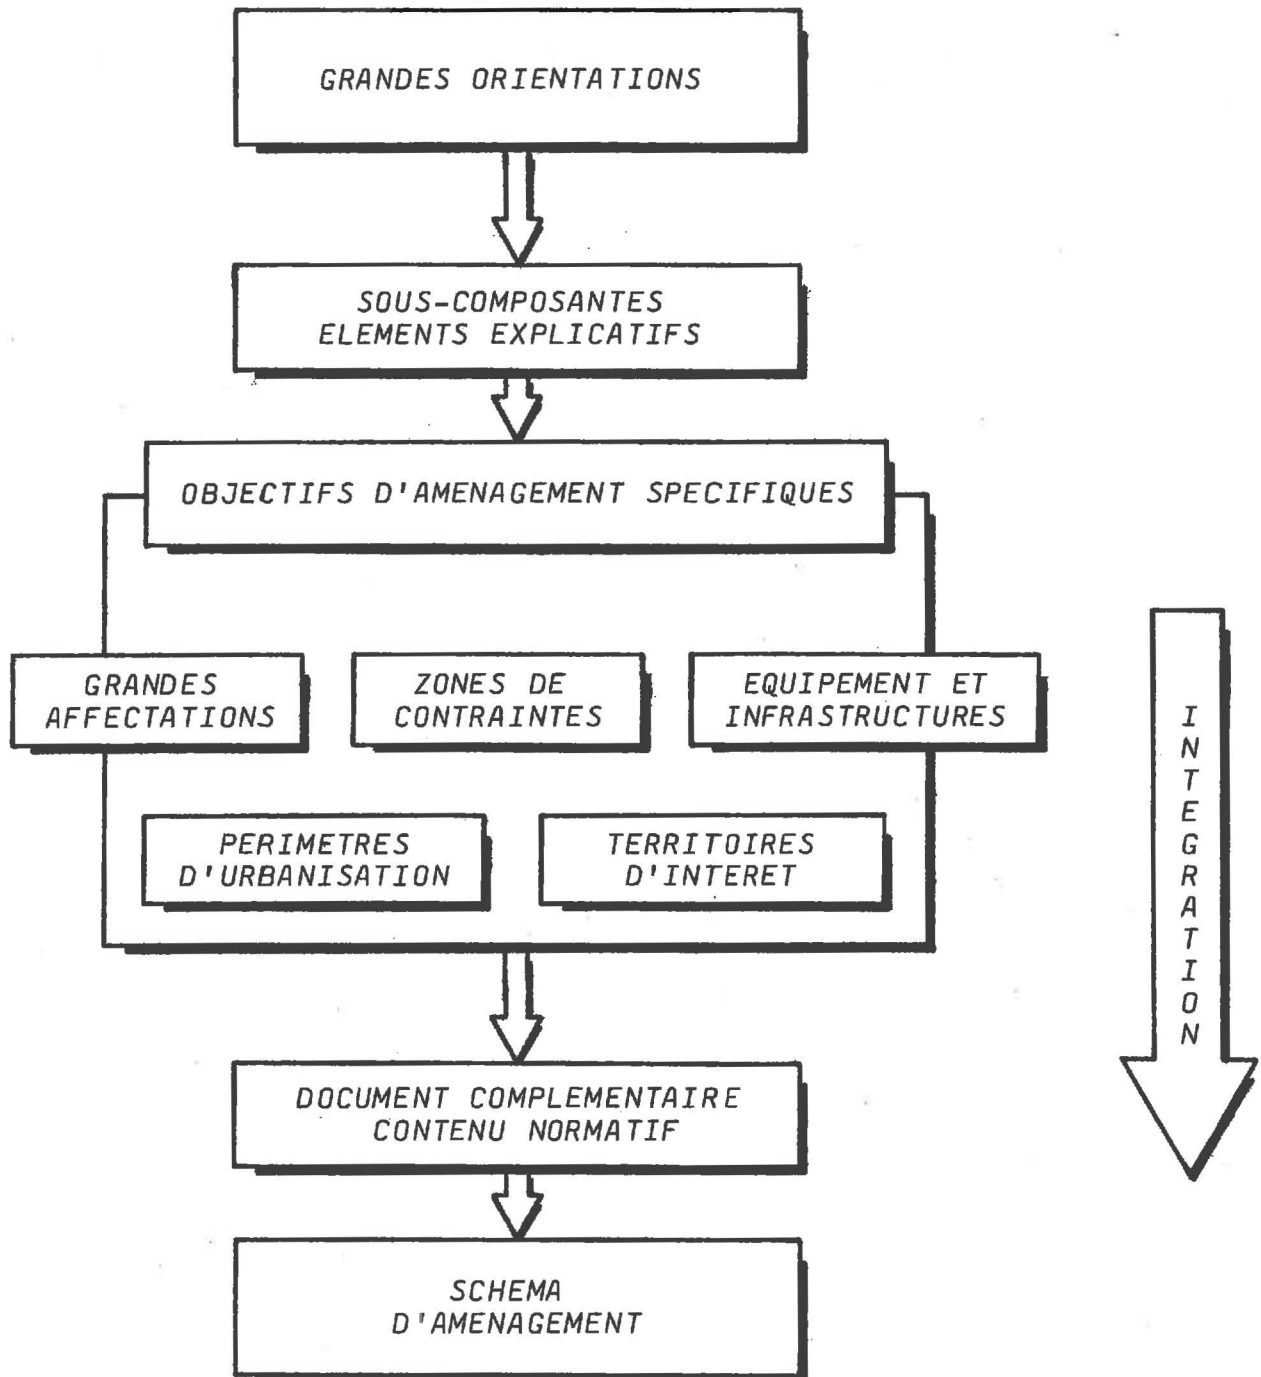 GRANDES ORIENTATIONS
SOUS-COMPOSANTES
ELEMENTS EXPLICATIFS
OBJECTIFS D'AMENAGEMENT SPECIFIQUES
GRANDES
AFFECTATIONS
ZONES DE
CONTRAINTES
EQUIPEMENT ET
INFRASTRUCTURES
PERIMETRES
D'URBANISATION
TERRITOIRES
D'INTERET
DOCUMENT COMPLEMENTAIRE
CONTENU NORMATIF
SCHEMA
D'AMENAGEMENT
INTEGRATION